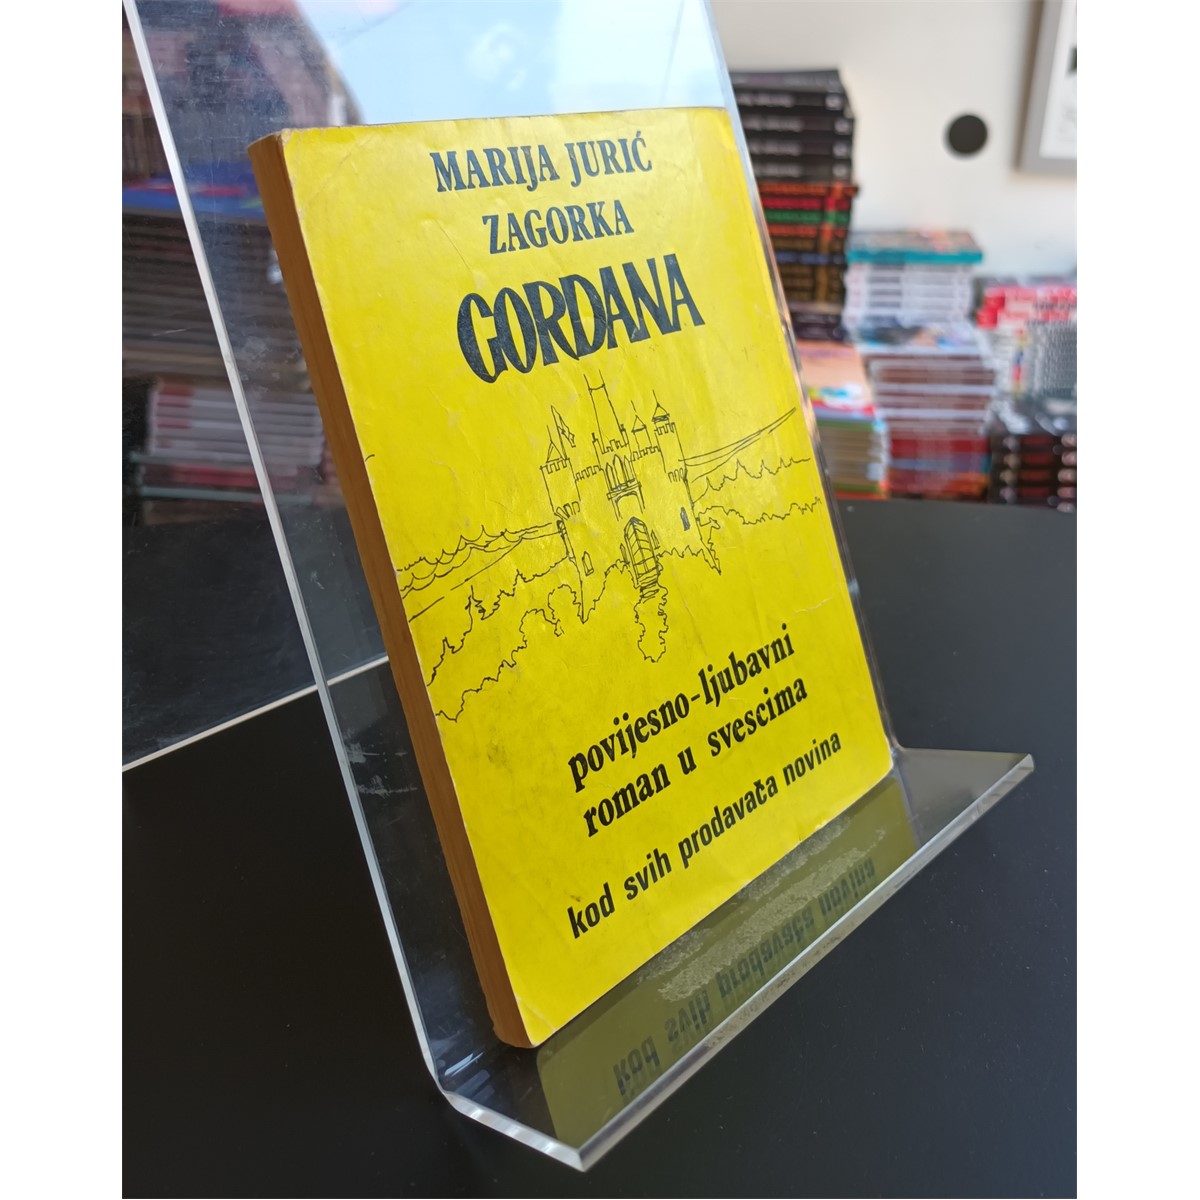 MARIJA JURIĆ
ZAGORKA
GORDANA
povijesno-ljubavni
roman u svescima
kod svih prodavača novina